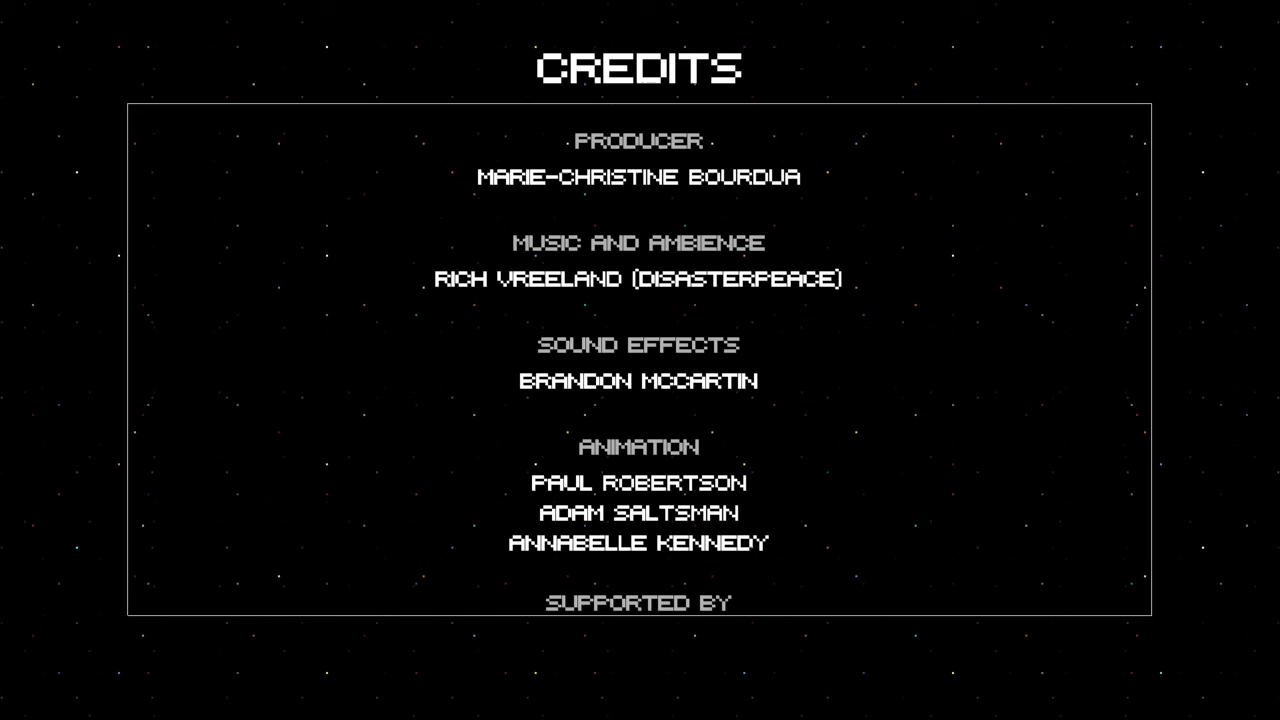 CREDITS
PRODUCER
MARIE-CHRISTINE BOURDUA
MUSIC AND AMBIENCE
RICH VREELAND (DISASTERPEACE)
SOUND EFFECTS
BRANDON MCCARTIN
ANIMATION
PAUL ROBERTSON
ADAM SALTSMAN
ANNABELLE KENNEDY
SUPPORTED BY